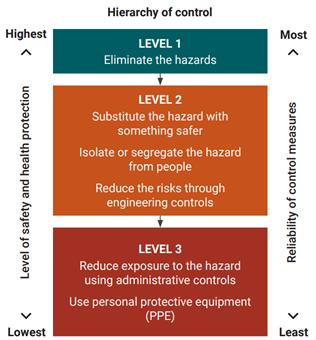 Hierarchy of control
Highest
Most
Level of safety and health protection
LEVEL 1
Eliminate the hazards
LEVEL 2
Substitute the hazard with
something safer
Isolate or segregate the hazard
from people
Reduce the risks through
engineering controls
LEVEL 3
Reduce exposure to the hazard
using administrative controls
Use personal protective equipment
(PPE)
Reliability of control measures
Lowest
Least